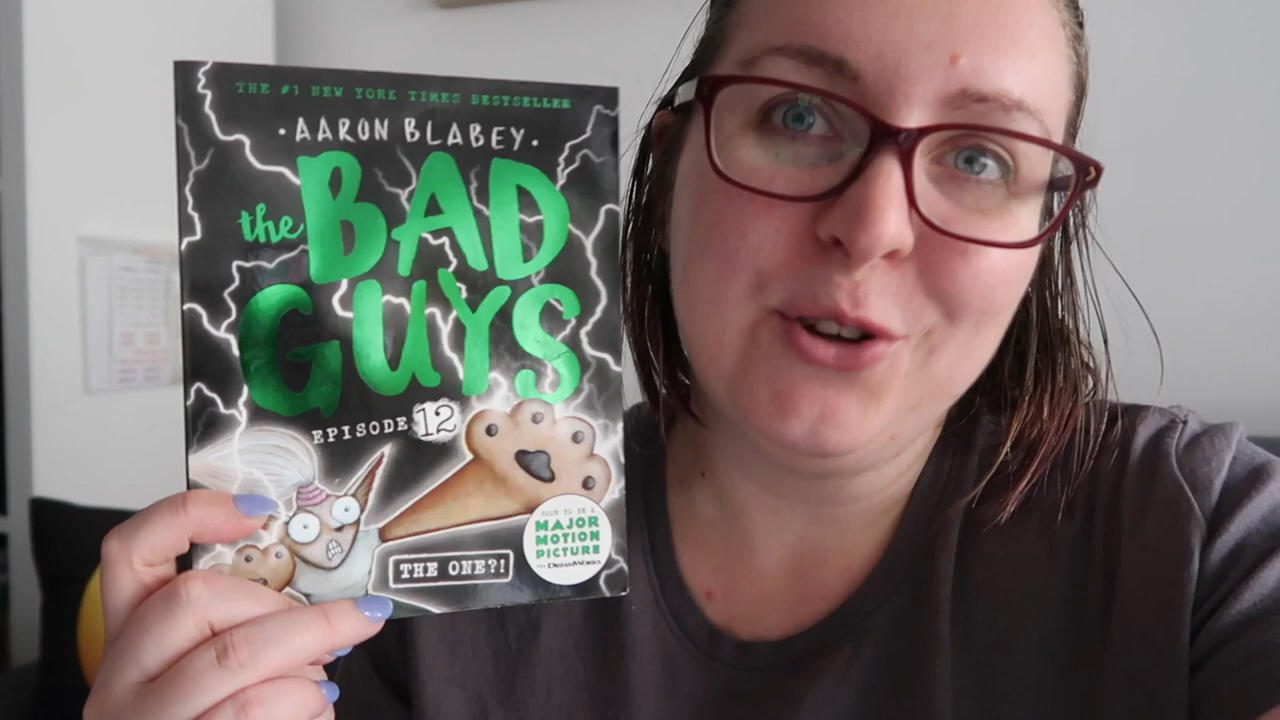 THE #1 NEW YORK TIMES BESTSELLER
·AARON BLABEY·
the BAD
GUYS
EPISODE 12
SOON TO BE A
MAJOR
MOTION
PICTURE
DREAMWORKS
THE ONE?!